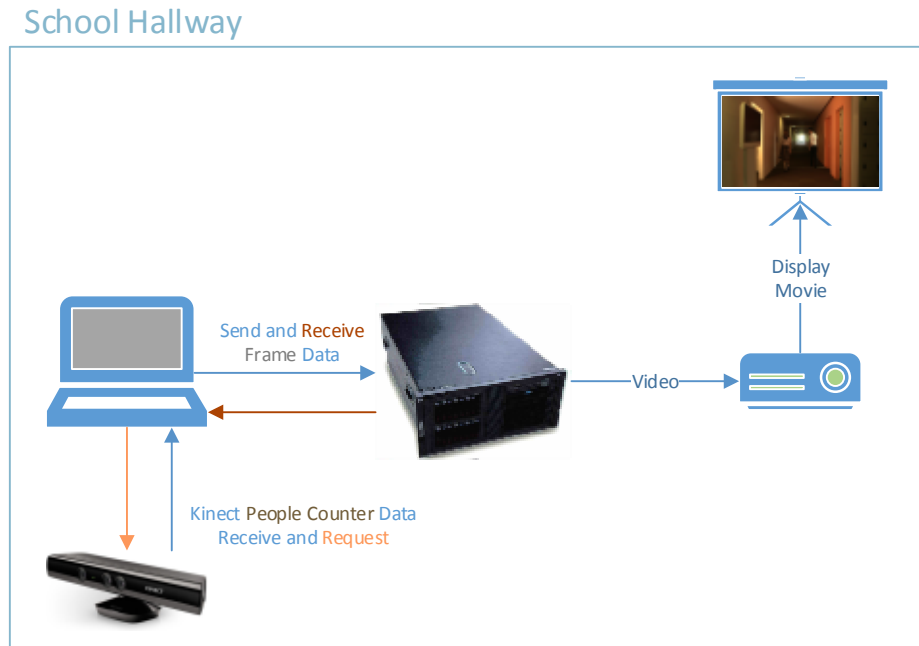 School Hallway
Display
Movie
Send and Receive
Frame Data
Video
Kinect People Counter Data
Receive and Request